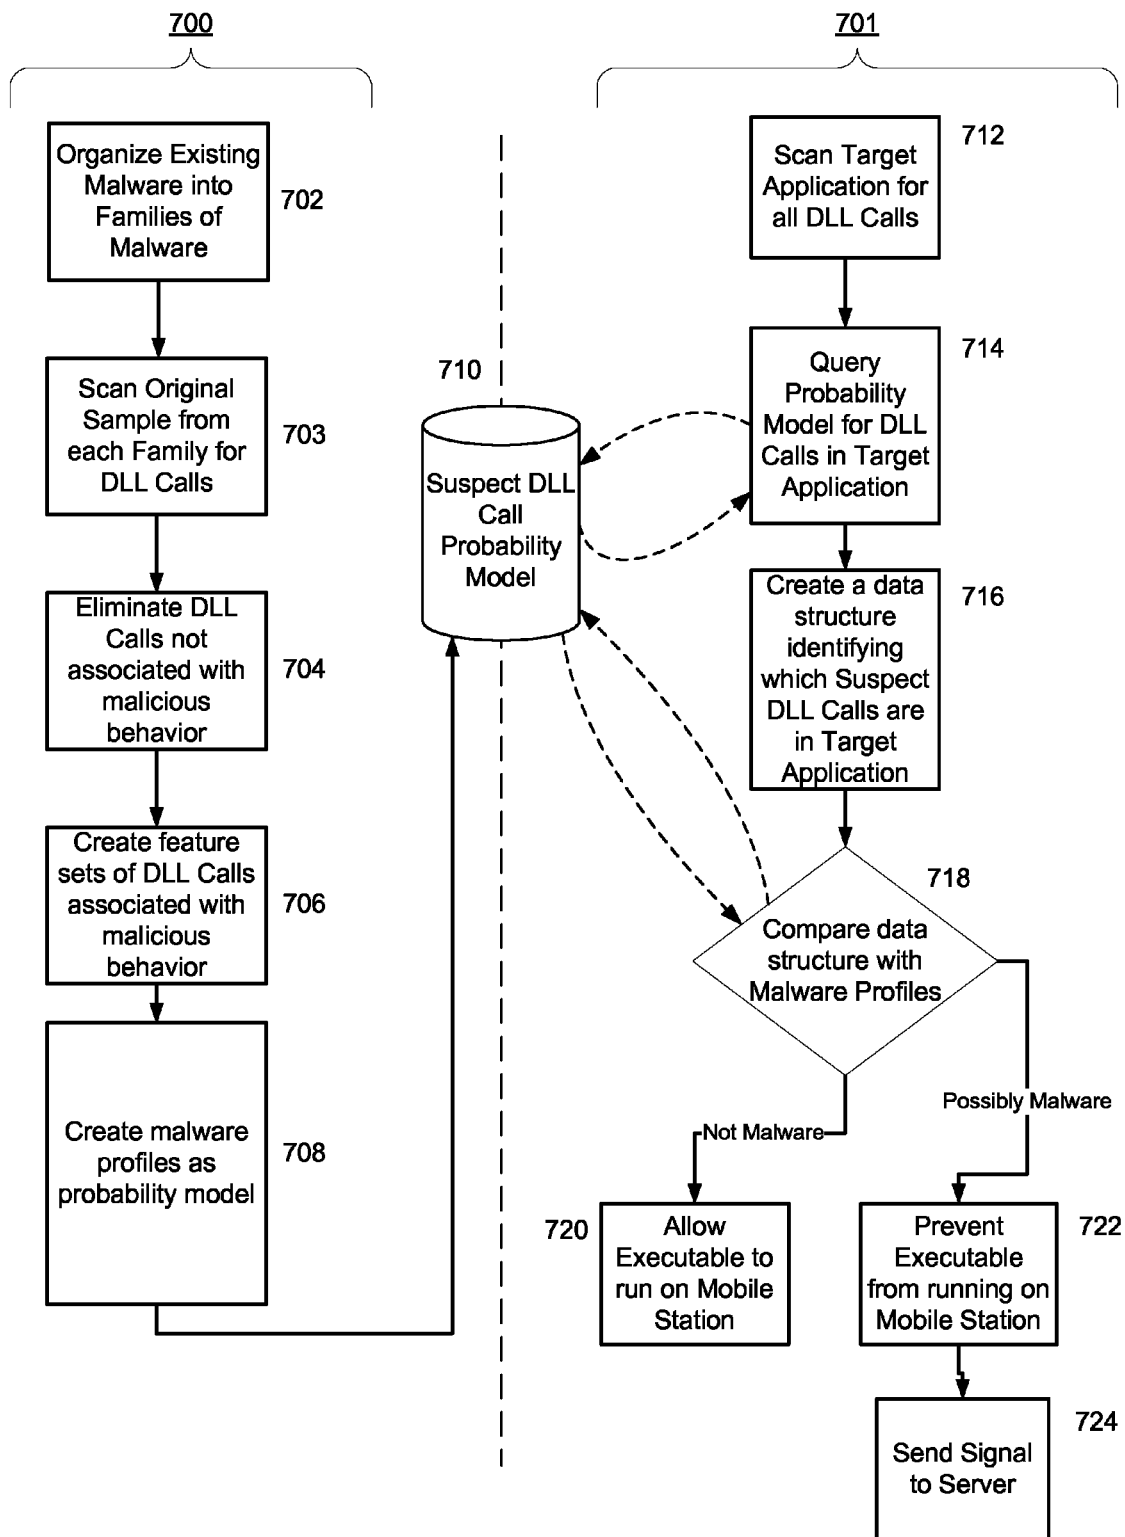 700
Organize Existing
Malware into
Families of
Malware
702
Scan Original
Sample from
each Family for
DLL Calls
703
Eliminate DLL
Calls not
associated with
malicious
behavior
704
Create feature
sets of DLL Calls
associated with
malicious
behavior
706
Create malware
profiles as
probability model
708
710
Suspect DLL
Call
Probability
Model
701
Scan Target
Application for
all DLL Calls
712
Query
Probability
Model for DLL
Calls in Target
Application
714
Create a data
structure
identifying
which Suspect
DLL Calls are
in Target
Application
716
718
Compare data
structure with
Malware Profiles
Not Malware
Possibly Malware
720
Allow
Executable to
run on Mobile
Station
Prevent
Executable
from running on
Mobile Station
722
Send Signal
to Server
724